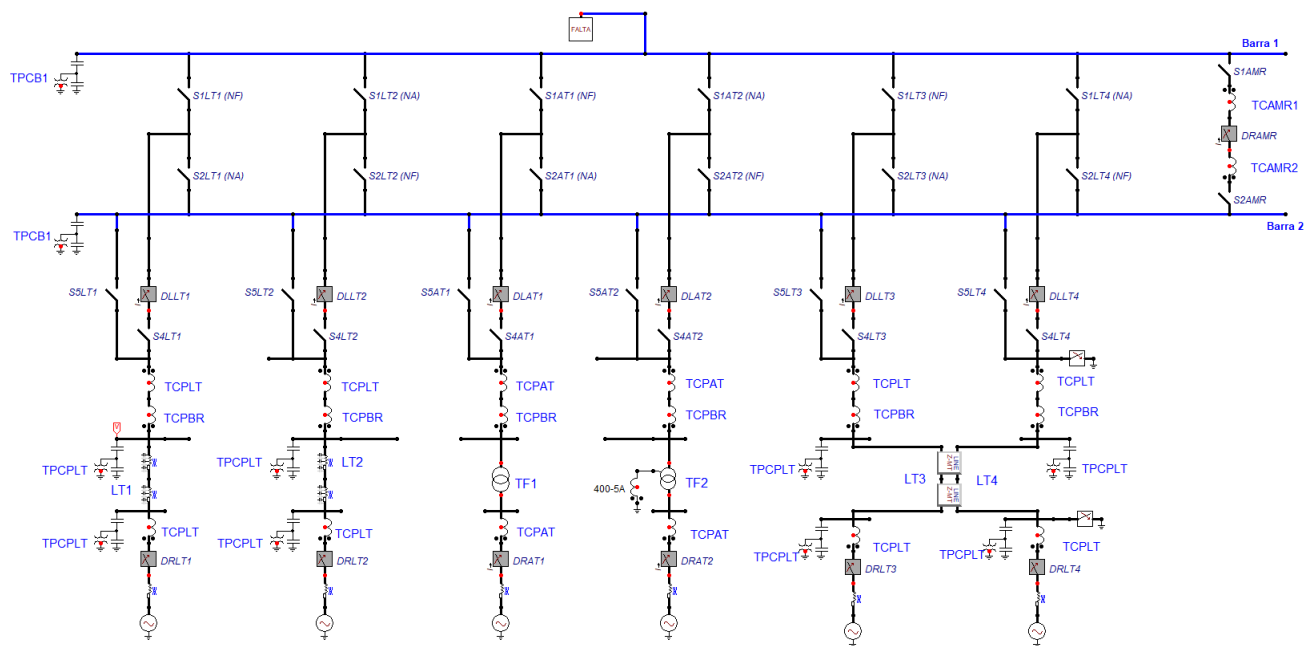 FALTA
Barra 1
TPCB1
S1LT1 (NF)
S1LT2 (NA)
S1AT1 (NF)
S1AT2 (NA)
S1LT3 (NF)
S1LT4 (NA)
S1AMR
TCAMR1
DRAMR
TCAMR2
S2AMR
S2LT1 (NA)
S2LT2 (NF)
S2AT1 (NA)
S2AT2 (NF)
S2LT3 (NA)
S2LT4 (NF)
Barra 2
TPCB1
S5LT1
DLLT1
S5LT2
DLLT2
S5AT1
DLAT1
S5AT2
DLAT2
S5LT3
DLLT3
S5LT4
DLLT4
S4LT1
S4LT2
S4AT1
S4AT2
S4LT3
S4LT4
TCPLT
TCPLT
TCPAT
TCPAT
TCPLT
TCPLT
TCPBR
TCPBR
TCPBR
TCPBR
TCPBR
TCPBR
V
TPCPLT
TPCPLT
LT2
TPCPLT
TPCPLT
LT1
TF1
400-5A
TF2
LT3
LINE
Z-MT
LINE
Z-MT
LT4
TPCPLT
TCPLT
TPCPLT
TCPLT
TCPAT
TCPAT
TPCPLT
TCPLT
TPCPLT
TCPLT
DRLT1
DRLT2
DRAT1
DRAT2
DRLT3
DRLT4